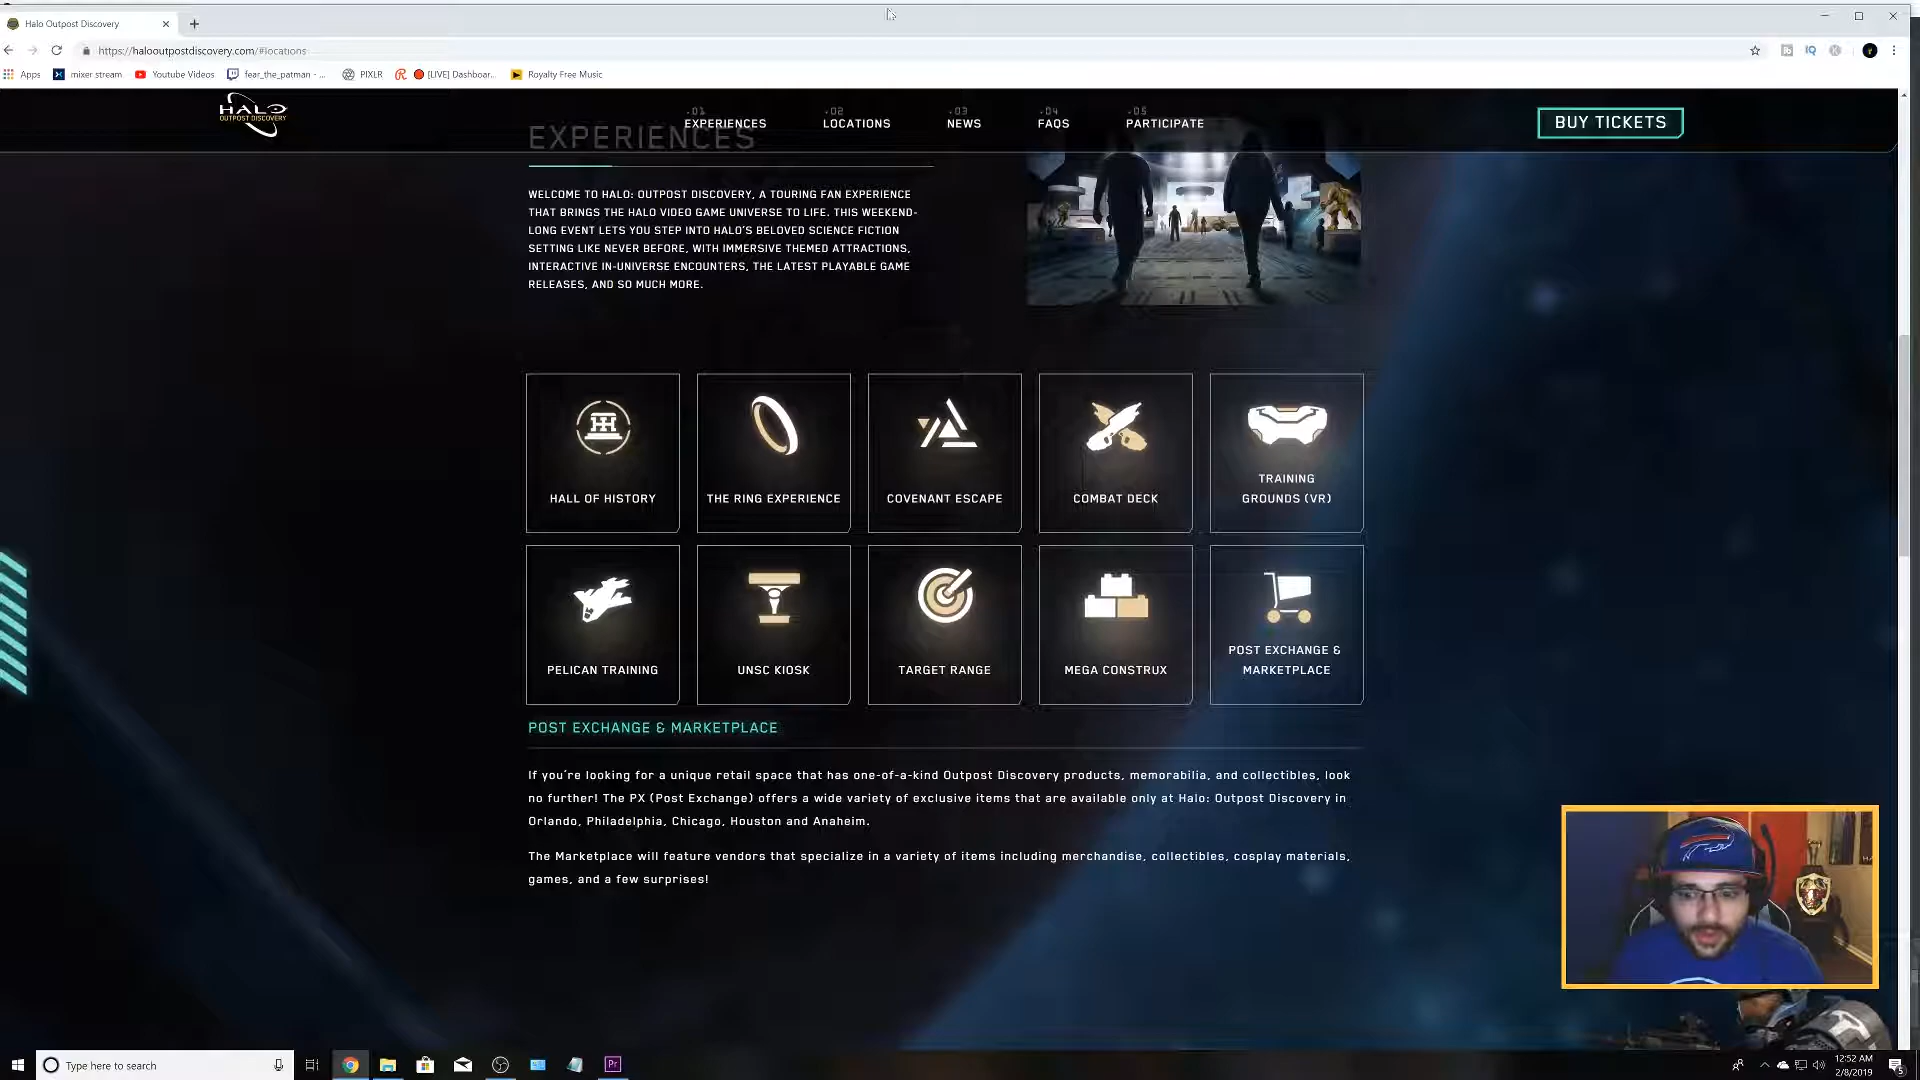 Halo Outpost Discovery
https://halooutpostdiscovery.com/#locations
Apps
mixer stream
Youtube Videos
fear_the_patman - ...
PIXLR
[LIVE] Dashboar...
Royalty Free Music
HALO
OUTPOST DISCOVERY
01
EXPERIENCES
02
LOCATIONS
03
NEWS
04
FAQS
05
PARTICIPATE
BUY TICKETS
EXPERIENCES
WELCOME TO HALO: OUTPOST DISCOVERY, A TOURING FAN EXPERIENCE
THAT BRINGS THE HALO VIDEO GAME UNIVERSE TO LIFE. THIS WEEKEND-
LONG EVENT LETS YOU STEP INTO HALO'S BELOVED SCIENCE FICTION
SETTING LIKE NEVER BEFORE, WITH IMMERSIVE THEMED ATTRACTIONS,
INTERACTIVE IN-UNIVERSE ENCOUNTERS, THE LATEST PLAYABLE GAME
RELEASES, AND SO MUCH MORE.
HALL OF HISTORY
THE RING EXPERIENCE
COVENANT ESCAPE
COMBAT DECK
TRAINING
GROUNDS (VR)
PELICAN TRAINING
UNSC KIOSK
TARGET RANGE
MEGA CONSTRUX
POST EXCHANGE &
MARKETPLACE
POST EXCHANGE & MARKETPLACE
If you're looking for a unique retail space that has one-of-a-kind Outpost Discovery products, memorabilia, and collectibles, look
no further! The PX (Post Exchange) offers a wide variety of exclusive items that are available only at Halo: Outpost Discovery in
Orlando, Philadelphia, Chicago, Houston and Anaheim.
The Marketplace will feature vendors that specialize in a variety of items including merchandise, collectibles, cosplay materials,
games, and a few surprises!
Type here to search
Pr
12:52 AM
2/8/2019
5